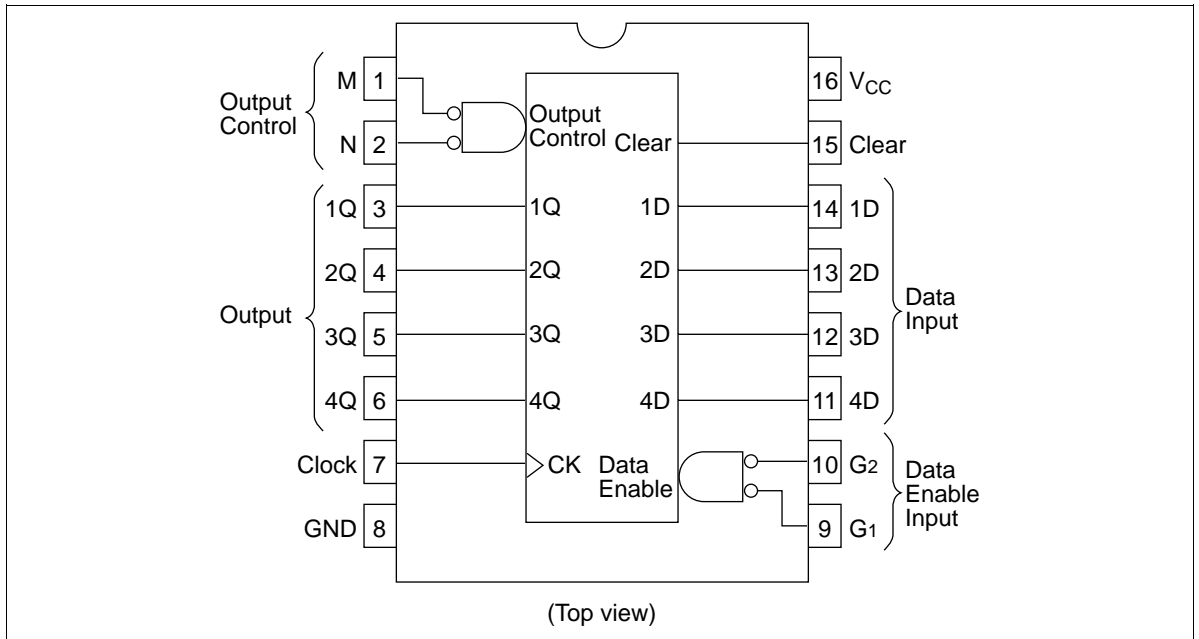 Output
Control
M 1
N 2
Output
1Q 3
2Q 4
3Q 5
4Q 6
Clock 7
GND 8
Output
Control
Clear
1Q 1D
2Q 2D
3Q 3D
4Q 4D
CK
Data
Enable
16 VCC
15 Clear
14 1D
13 2D
12 3D
11 4D
Data
Input
10 G2
9 G1
Data
Enable
Input
(Top view)